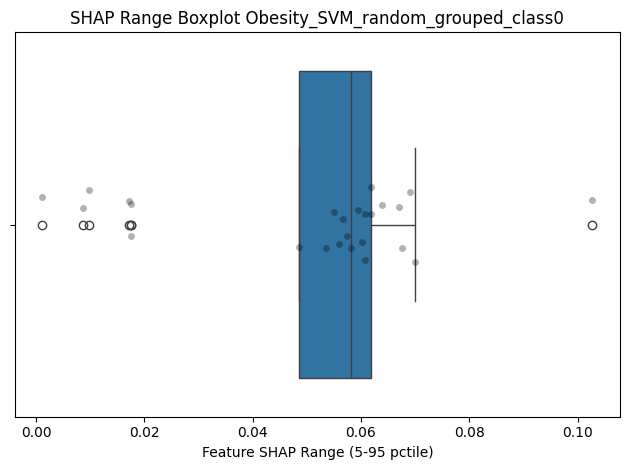 SHAP Range Boxplot Obesity_SVM_random_grouped_class0
0.00 0.02 0.04 0.06 0.08 0.10
Feature SHAP Range (5-95 pctile)